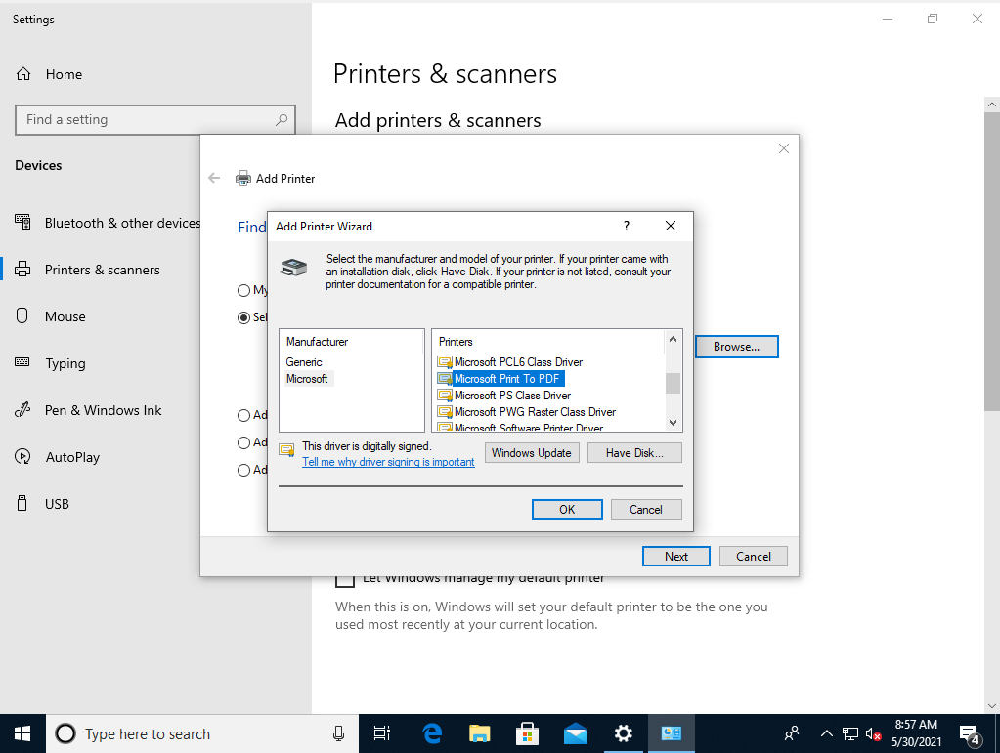 Settings
Home
Find a setting
Devices
Bluetooth & other devices
Printers & scanners
Mouse
Typing
Pen & Windows Ink
AutoPlay
USB
Printers & scanners
Add printers & scanners
Add Printer
Find
My
Sel
Ad
Ad
Ad
Browse...
Add Printer Wizard
?
Select the manufacturer and model of your printer. If your printer came with
an installation disk, click Have Disk. If your printer is not listed, consult your
printer documentation for a compatible printer.
Manufacturer
Generic
Microsoft
Printers
Microsoft PCL6 Class Driver
Microsoft Print To PDF
Microsoft PS Class Driver
Microsoft PWG Raster Class Driver
Microsoft Software Printer Driver
This driver is digitally signed.
Tell me why driver signing is important
Windows Update
Have Disk...
OK
Cancel
Next
Cancel
Let Windows manage my default printer
When this is on, Windows will set your default printer to be the one you
used most recently at your current location.
Type here to search
8:57 AM
5/30/2021
4